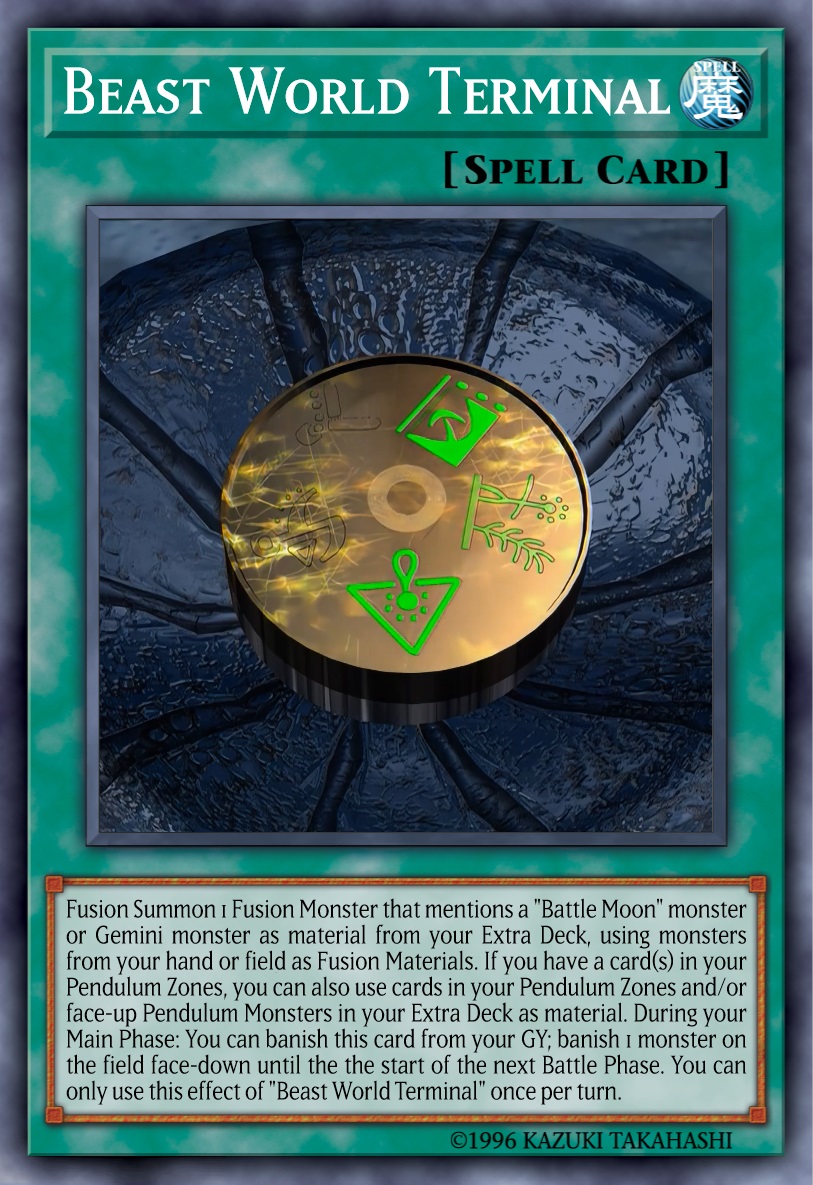 Beast World Terminal
SPELL
魔
[Spell Card]
Fusion Summon 1 Fusion Monster that mentions a "Battle Moon" monster
or Gemini monster as material from your Extra Deck, using monsters
from your hand or field as Fusion Materials. If you have a card(s) in your
Pendulum Zones, you can also use cards in your Pendulum Zones and/or
face-up Pendulum Monsters in your Extra Deck as material. During your
Main Phase: You can banish this card from your GY; banish 1 monster on
the field face-down until the the start of the next Battle Phase. You can
only use this effect of "Beast World Terminal" once per turn.
©1996 KAZUKI TAKAHASHI